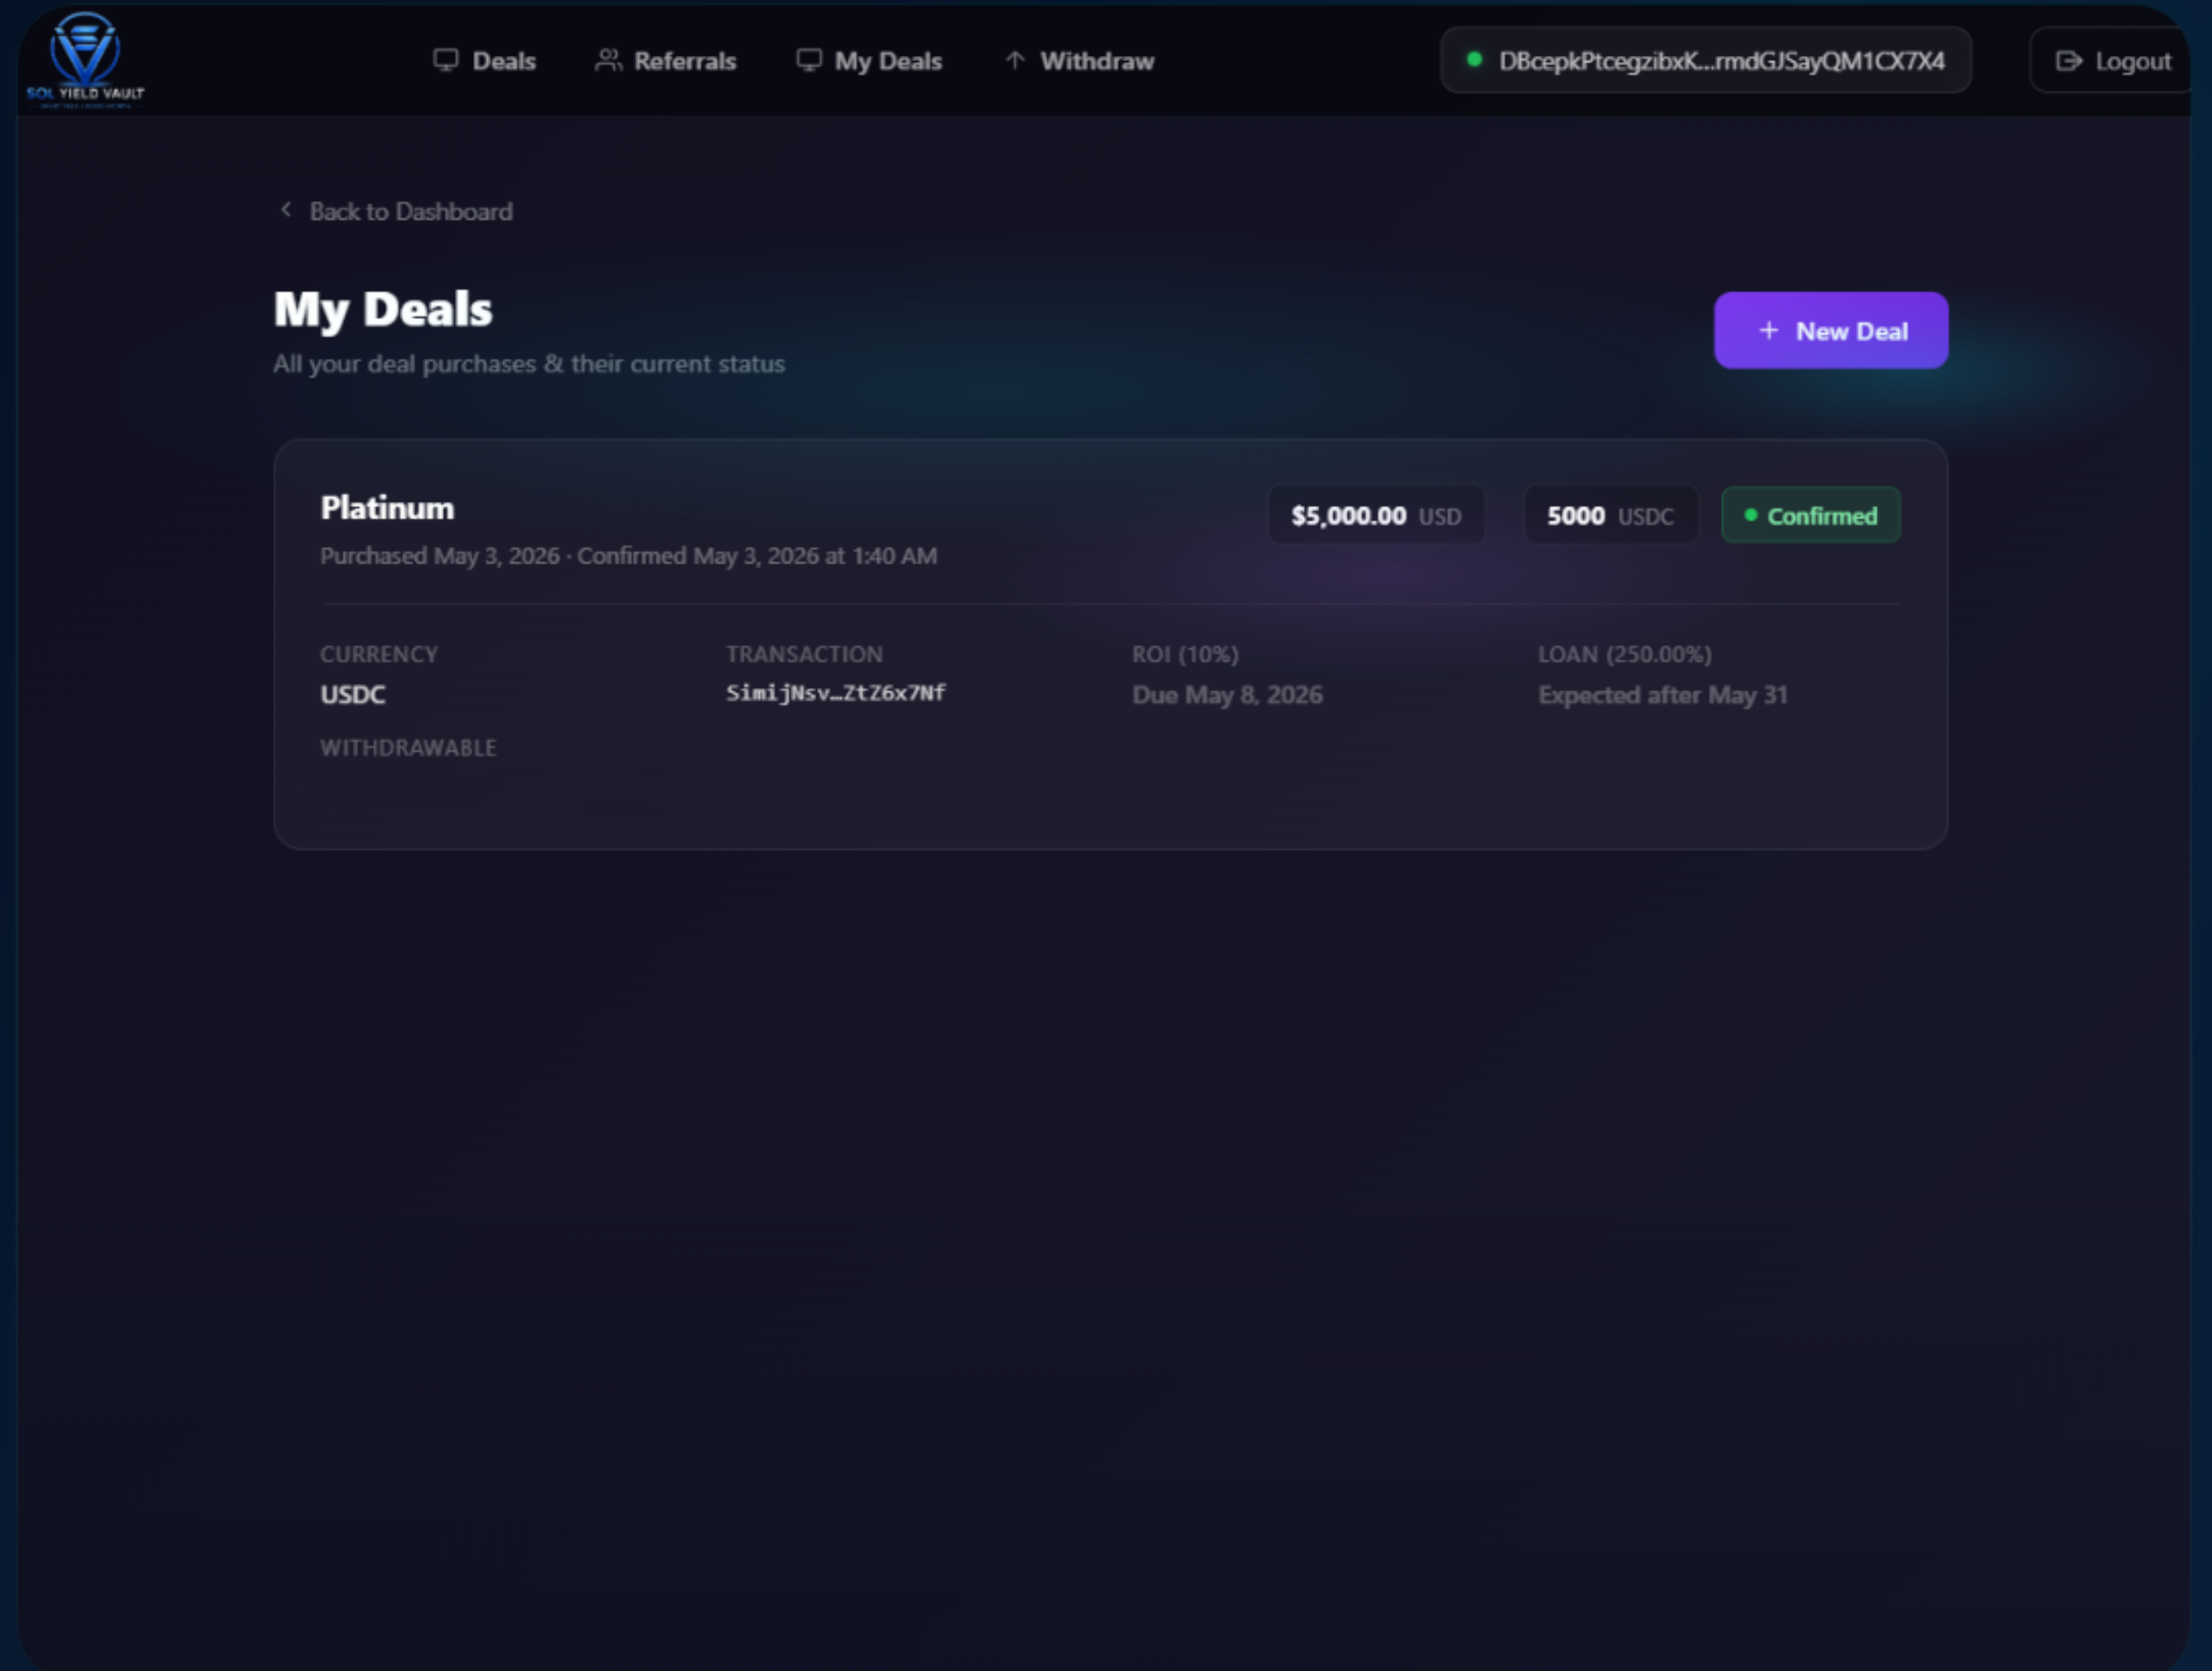 SOL YIELD VAULT
Deals
Referrals
My Deals
Withdraw
DBcepkPtcegzibxK...rmdGJSayQM1CX7X4
Logout
Back to Dashboard
My Deals
All your deal purchases & their current status
+ New Deal
Platinum
$5,000.00 USD
5000 USDC
Confirmed
Purchased May 3, 2026 · Confirmed May 3, 2026 at 1:40 AM
CURRENCY
USDC
TRANSACTION
SimijNsv…ZtZ6x7Nf
ROI (10%)
Due May 8, 2026
LOAN (250.00%)
Expected after May 31
WITHDRAWABLE